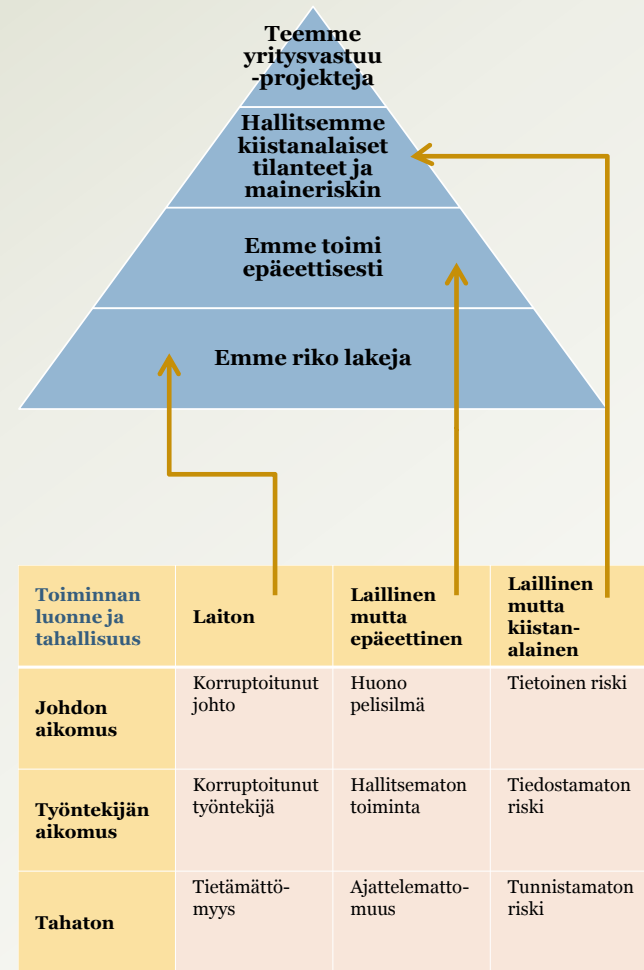 Teemme
yritysvastuu
-projekteja
Hallitsemme
kiistanalaiset
tilanteet ja
maineriskin
Emme toimi
epäeettisesti
Emme riko lakeja
Toiminnan
luonne ja
tahallisuus
Laiton
Laillinen
mutta
epäeettinen
Laillinen
mutta
kiistan-
alainen
Johdon
aikomus
Korruptoitunut
johto
Huono
pelisilmä
Tietoinen riski
Työntekijän
aikomus
Korruptoitunut
työntekijä
Hallitsematon
toiminta
Tiedostamaton
riski
Tahaton
Tietämättö-
myys
Ajattelematto-
muus
Tunnistamaton
riski